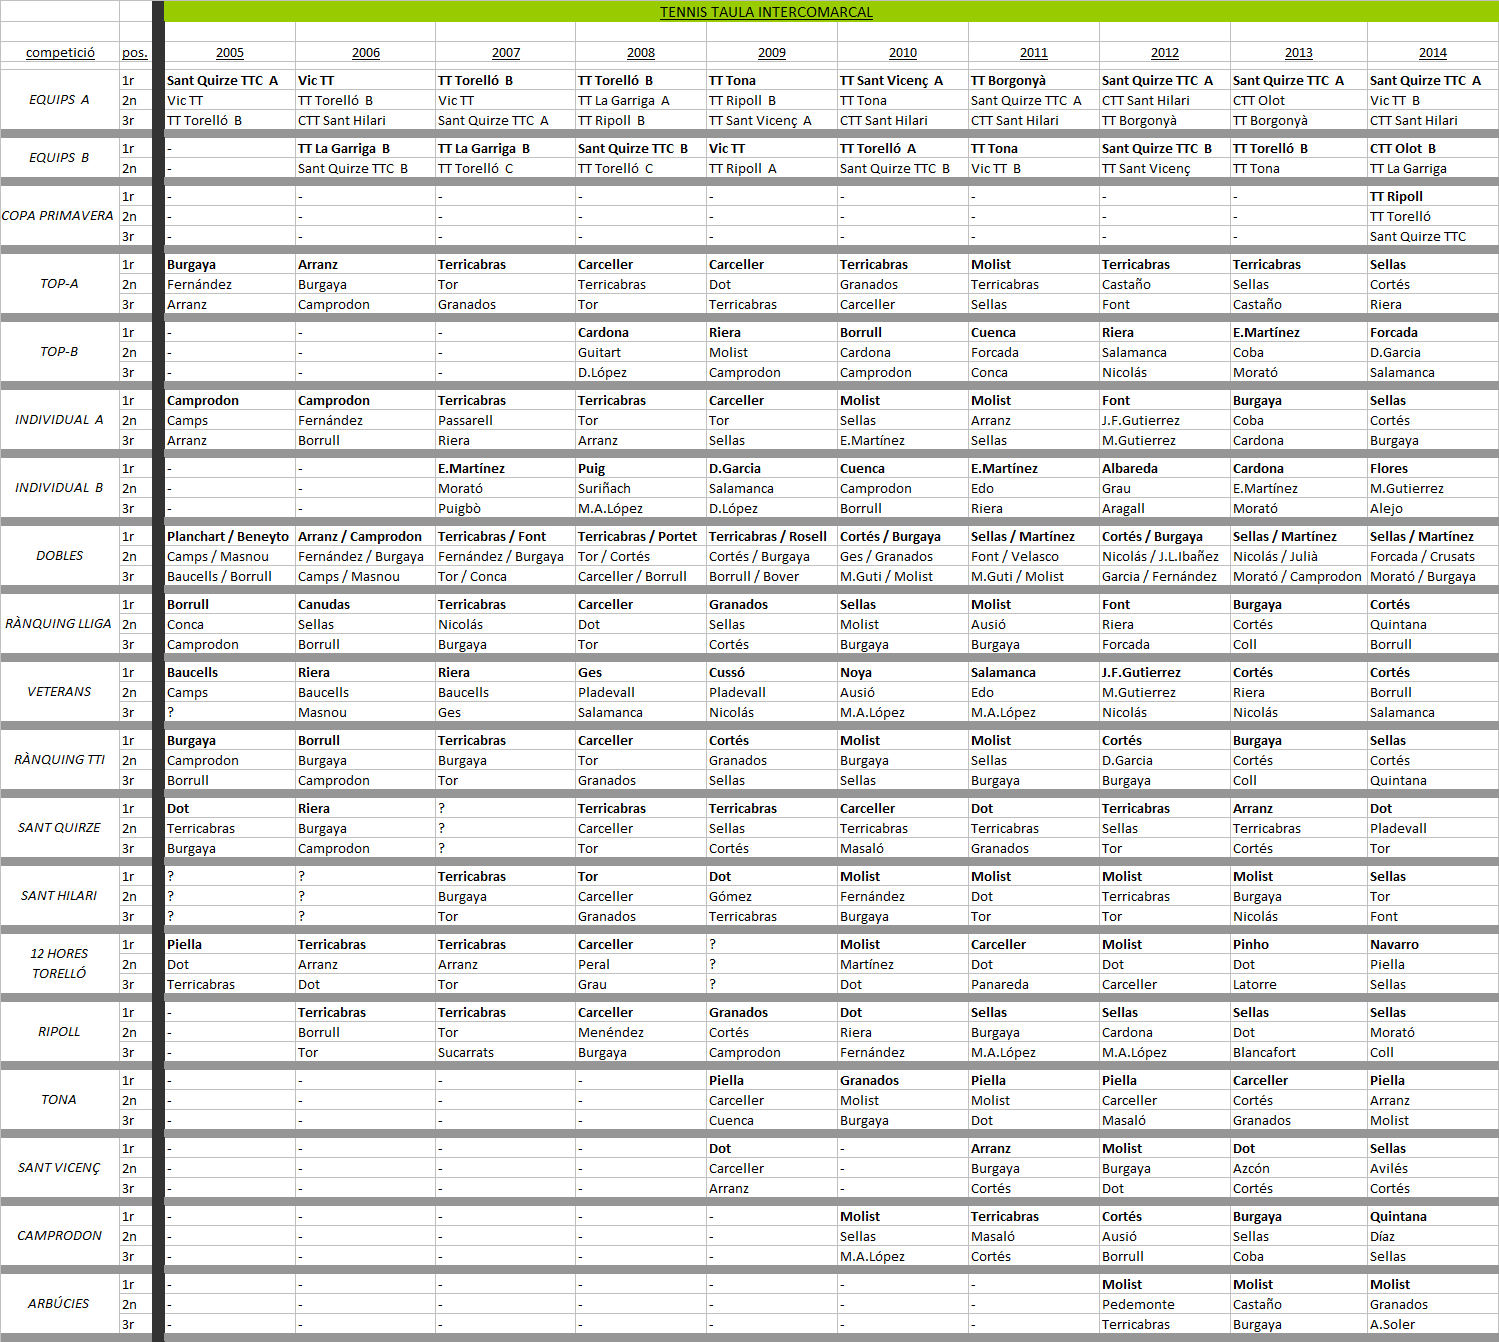 TENNIS TAULA INTERCOMARCAL
competició pos. 2005 2006 2007 2008 2009 2010 2011 2012 2013 2014
1r Sant Quirze TTC A Vic TT TT Torelló B TT Torelló B TT Tona TT Sant Vicenç A TT Borgonyà Sant Quirze TTC A Sant Quirze TTC A Sant Quirze TTC A
EQUIPS A 2n Vic TT TT Torelló B Vic TT TT La Garriga A TT Ripoll B TT Tona Sant Quirze TTC A CTT Sant Hilari CTT Olot Vic TT B
3r TT Torelló B CTT Sant Hilari Sant Quirze TTC A TT Ripoll B TT Sant Vicenç A CTT Sant Hilari CTT Sant Hilari TT Borgonyà TT Borgonyà CTT Sant Hilari
EQUIPS B 1r - TT La Garriga B TT La Garriga B Sant Quirze TTC B Vic TT TT Torelló A TT Tona Sant Quirze TTC B TT Torelló B CTT Olot B
2n - Sant Quirze TTC B TT Torelló C TT Torelló C TT Ripoll A Sant Quirze TTC B Vic TT B TT Sant Vicenç TT Tona TT La Garriga
1r - - - - - - - - - TT Ripoll
COPA PRIMAVERA 2n - - - - - - - - - TT Torelló
3r - - - - - - - - - Sant Quirze TTC
1r Burgaya Arranz Terricabras Carceller Carceller Terricabras Molist Terricabras Terricabras Sellas
TOP-A 2n Fernández Burgaya Tor Terricabras Dot Granados Terricabras Castaño Sellas Cortés
3r Arranz Camprodon Granados Tor Terricabras Carceller Sellas Font Castaño Riera
1r - - - Cardona Riera Borrull Cuenca Riera E.Martínez Forcada
TOP-B 2n - - - Guitart Molist Cardona Forcada Salamanca Coba D.Garcia
3r - - - D.López Camprodon Camprodon Conca Nicolás Morató Salamanca
1r Camprodon Camprodon Terricabras Terricabras Carceller Molist Molist Font Burgaya Sellas
INDIVIDUAL A 2n Camps Fernández Passarell Tor Tor Sellas Arranz J.F.Gutierrez Coba Cortés
3r Arranz Borrull Riera Arranz Sellas E.Martínez Sellas M.Gutierrez Cardona Burgaya
1r - - E.Martínez Puig D.Garcia Cuenca E.Martínez Albareda Cardona Flores
INDIVIDUAL B 2n - - Morató Suriñach Salamanca Camprodon Edo Grau E.Martínez M.Gutierrez
3r - - Puigbò M.A.López D.López Borrull Riera Aragall Morató Alejo
1r Planchart / Beneyto Arranz / Camprodon Terricabras / Font Terricabras / Portet Terricabras / Rosell Cortés / Burgaya Sellas / Martínez Cortés / Burgaya Sellas / Martínez Sellas / Martínez
DOBLES 2n Camps / Masnou Fernández / Burgaya Fernández / Burgaya Tor / Cortés Cortés / Burgaya Ges / Granados Font / Velasco Nicolás / J.L.Ibañez Nicolás / Julià Forcada / Crusats
3r Baucells / Borrull Camps / Masnou Tor / Conca Carceller / Borrull Borrull / Bover M.Guti / Molist M.Guti / Molist Garcia / Fernández Morató / Camprodon Morató / Burgaya
1r Borrull Canudas Terricabras Carceller Granados Sellas Molist Font Burgaya Cortés
RÀNQUING LLIGA 2n Conca Sellas Nicolás Dot Sellas Molist Ausió Riera Cortés Quintana
3r Camprodon Borrull Burgaya Tor Cortés Burgaya Burgaya Forcada Coll Borrull
1r Baucells Riera Riera Ges Cussó Noya Salamanca J.F.Gutierrez Cortés Cortés
VETERANS 2n Camps Baucells Baucells Pladevall Pladevall Ausió Edo M.Gutierrez Riera Borrull
3r ? Masnou Ges Salamanca Nicolás M.A.López M.A.López Nicolás Nicolás Salamanca
1r Burgaya Borrull Terricabras Carceller Cortés Molist Molist Cortés Burgaya Sellas
RÀNQUING TTI 2n Camprodon Burgaya Burgaya Tor Granados Burgaya Sellas D.Garcia Cortés Cortés
3r Borrull Camprodon Tor Granados Sellas Sellas Burgaya Burgaya Coll Quintana
1r Dot Riera ? Terricabras Terricabras Carceller Dot Terricabras Arranz Dot
SANT QUIRZE 2n Terricabras Burgaya ? Carceller Sellas Terricabras Terricabras Sellas Terricabras Pladevall
3r Burgaya Camprodon ? Tor Cortés Masaló Granados Tor Cortés Tor
1r ? ? Terricabras Tor Dot Molist Molist Molist Molist Sellas
SANT HILARI 2n ? ? Burgaya Carceller Gómez Fernández Dot Terricabras Burgaya Tor
3r ? ? Tor Granados Terricabras Burgaya Tor Tor Nicolás Font
1r Piella Terricabras Terricabras Carceller ? Molist Carceller Molist Pinho Navarro
12 HORES TORELLÓ 2n Dot Arranz Arranz Peral ? Martínez Dot Dot Dot Piella
3r Terricabras Dot Tor Grau ? Dot Panareda Carceller Latorre Sellas
1r - Terricabras Terricabras Carceller Granados Dot Sellas Sellas Sellas Sellas
RIPOLL 2n - Borrull Tor Menéndez Cortés Riera Burgaya Cardona Dot Morató
3r - Tor Sucarrats Burgaya Camprodon Fernández M.A.López M.A.López Blancafort Coll
1r - - - - Piella Granados Piella Piella Carceller Piella
TONA 2n - - - - Carceller Molist Molist Carceller Cortés Arranz
3r - - - - Cuenca Burgaya Dot Masaló Granados Molist
1r - - - - Dot - Arranz Molist Dot Sellas
SANT VICENÇ 2n - - - - Carceller - Burgaya Burgaya Azcón Avilés
3r - - - - Arranz - Cortés Dot Cortés Cortés
1r - - - - - Molist Terricabras Cortés Burgaya Quintana
CAMPRODON 2n - - - - - Sellas Masaló Ausió Sellas Díaz
3r - - - - - M.A.López Cortés Borrull Coba Sellas
1r - - - - - - - Molist Molist Molist
ARBÚCIES 2n - - - - - - - Pedemonte Castaño Granados
3r - - - - - - - Terricabras Burgaya A.Soler